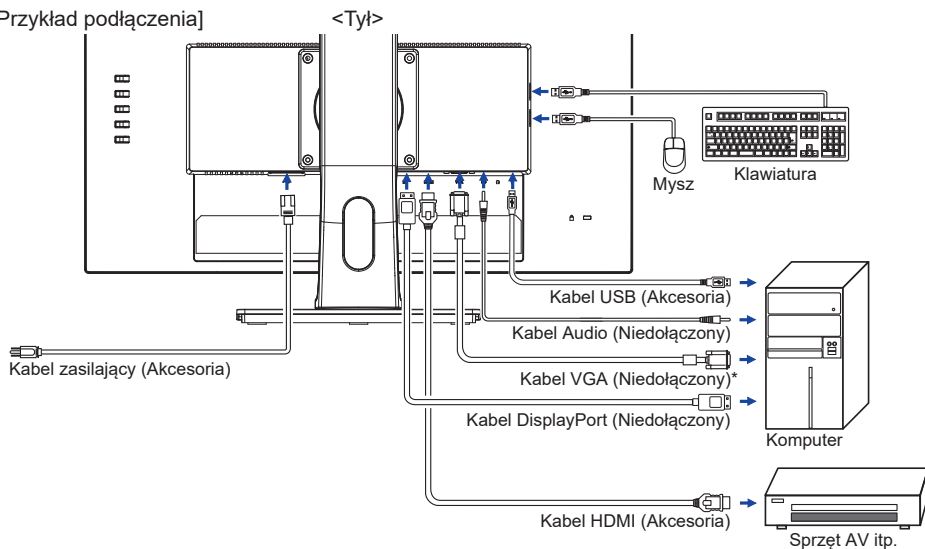 Przykład podłączenia]
<Tył>
Mysz
Klawiatura
Kabel USB (Akcesoria)
Kabel Audio (Niedołączony)
Kabel zasilający (Akcesoria)
Kabel VGA (Niedołączony)*
Kabel DisplayPort (Niedołączony)
Komputer
Kabel HDMI (Akcesoria)
Sprzęt AV itp.